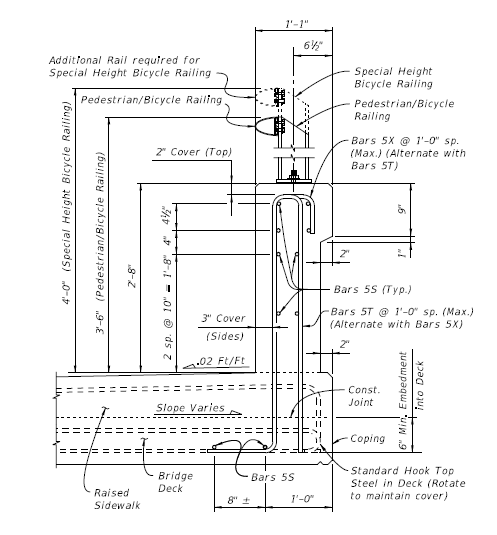 1'-1"
6½"
Additional Rail required for
Special Height Bicycle Railing
Special Height
Bicycle Railing
Pedestrian/Bicycle Railing
Pedestrian/Bicycle
Railing
2" Cover (Top)
Bars 5X @ 1'-0" sp.
(Max.) (Alternate with
Bars 5T)
4'-0" (Special Height Bicycle Railing)
3'-6" (Pedestrian/Bicycle Railing)
2'-8"
4½"
4"
2 sp. @ 10" = 1'-8"
9"
1"
2"
Bars 5S (Typ.)
3" Cover
(Sides)
Bars 5T @ 1'-0" sp. (Max.)
(Alternate with Bars 5X)
2"
.02 Ft/Ft
6" Min. Embedment
into Deck
Const.
Joint
Slope Varies
Coping
Bars 5S
Bridge
Deck
Raised
Sidewalk
Standard Hook Top
Steel in Deck (Rotate
to maintain cover)
8" ±
1'-0"